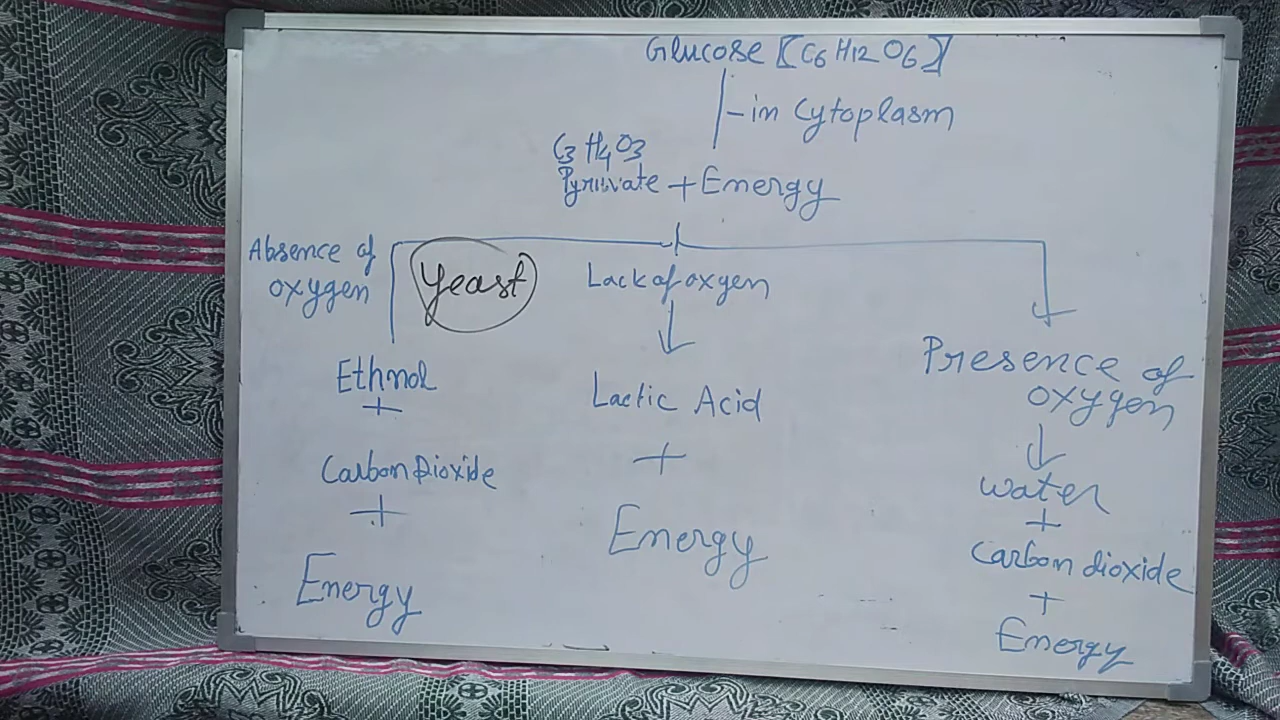 Glucose [C6 H12 O6]
- in Cytoplasm
C3 H4 O3
Pyruvate + Energy
Absence of
oxygen
Yeast
Ethnol
+
Carbon Dioxide
+
Energy
Lack of oxgen
Lactic Acid
+
Energy
Presence of
oxygen
water
+
Carbon dioxide
+
Energy